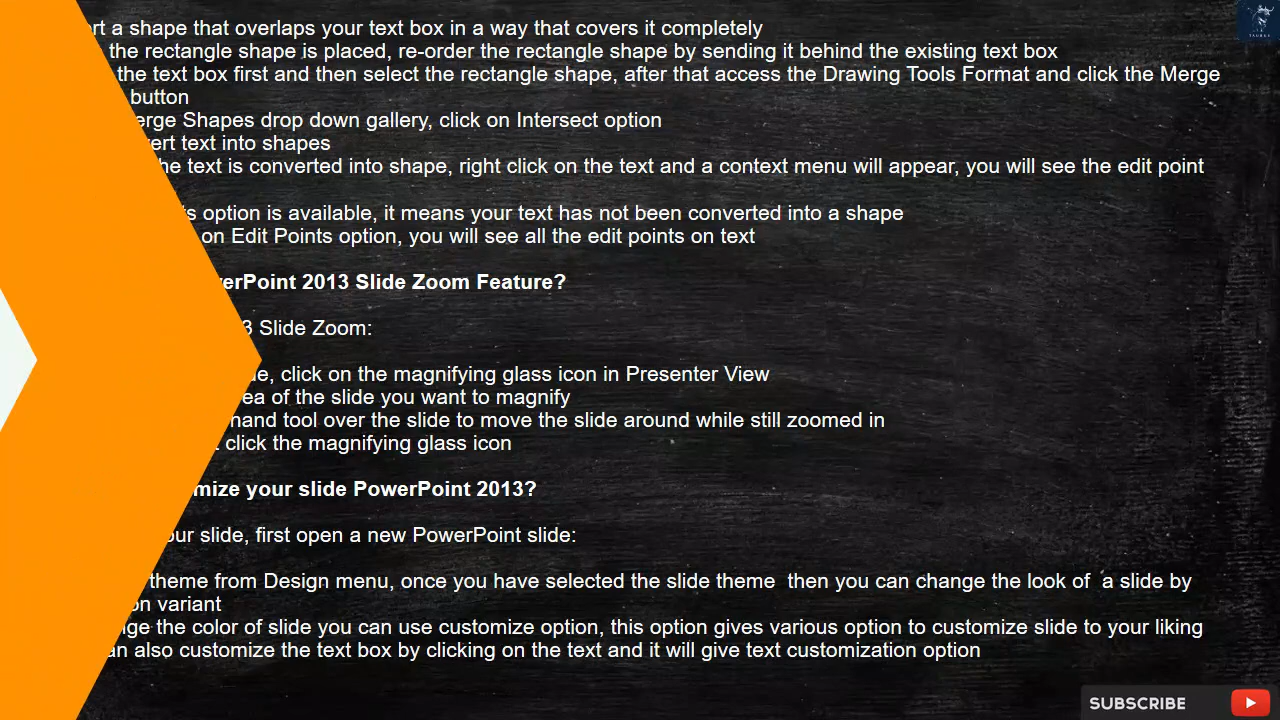 a shape that overlaps your text box in a way that covers it completely
the rectangle shape is placed, re-order the rectangle shape by sending it behind the existing text box
the text box first and then select the rectangle shape, after that access the Drawing Tools Format and click the Merge
button
Shapes drop down gallery, click on Intersect option
text into shapes
the text is converted into shape, right click on the text and a context menu will appear, you will see the edit point
option is available, it means your text has not been converted into a shape
on Edit Points option, you will see all the edit points on text
2013 Slide Zoom Feature?
Slide Zoom:
click on the magnifying glass icon in Presenter View
of the slide you want to magnify
hand tool over the slide to move the slide around while still zoomed in
click the magnifying glass icon
your slide PowerPoint 2013?
slide, first open a new PowerPoint slide:
theme from Design menu, once you have selected the slide theme then you can change the look of a slide by
on variant
the color of slide you can use customize option, this option gives various option to customize slide to your liking
also customize the text box by clicking on the text and it will give text customization option
SUBSCRIBE